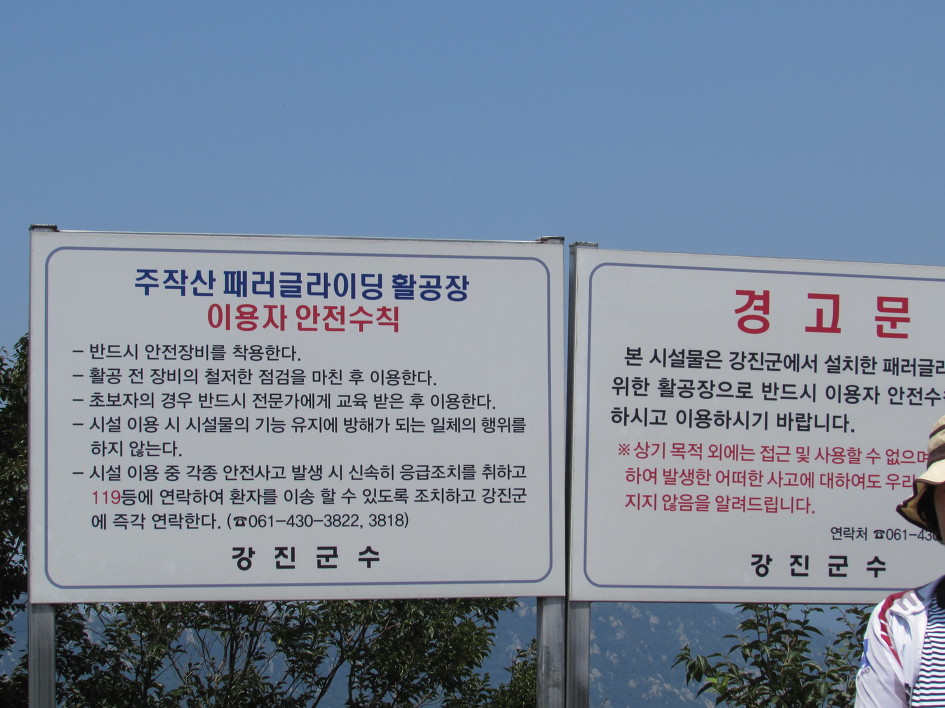 주작산 패러글라이딩 활공장
이용자 안전수칙
- 반드시 안전장비를 착용한다.
- 활공 전 장비의 철저한 점검을 마친 후 이용한다.
- 초보자의 경우 반드시 전문가에게 교육 받은 후 이용한다.
- 시설 이용 시 시설물의 기능 유지에 방해가 되는 일체의 행위를
하지 않는다.
- 시설 이용 중 각종 안전사고 발생 시 신속히 응급조치를 취하고
119등에 연락하여 환자를 이송 할 수 있도록 조치하고 강진군
에 즉각 연락한다. (☎061-430-3822, 3818)
강 진 군 수
경 고 문
본 시설물은 강진군에서 설치한 패러글라
위한 활공장으로 반드시 이용자 안전수
하시고 이용하시기 바랍니다.
※ 상기 목적 외에는 접근 및 사용할 수 없으며
하여 발생한 어떠한 사고에 대하여도 우리
지지 않음을 알려드립니다.
연락처 ☎061-430
강 진 군 수